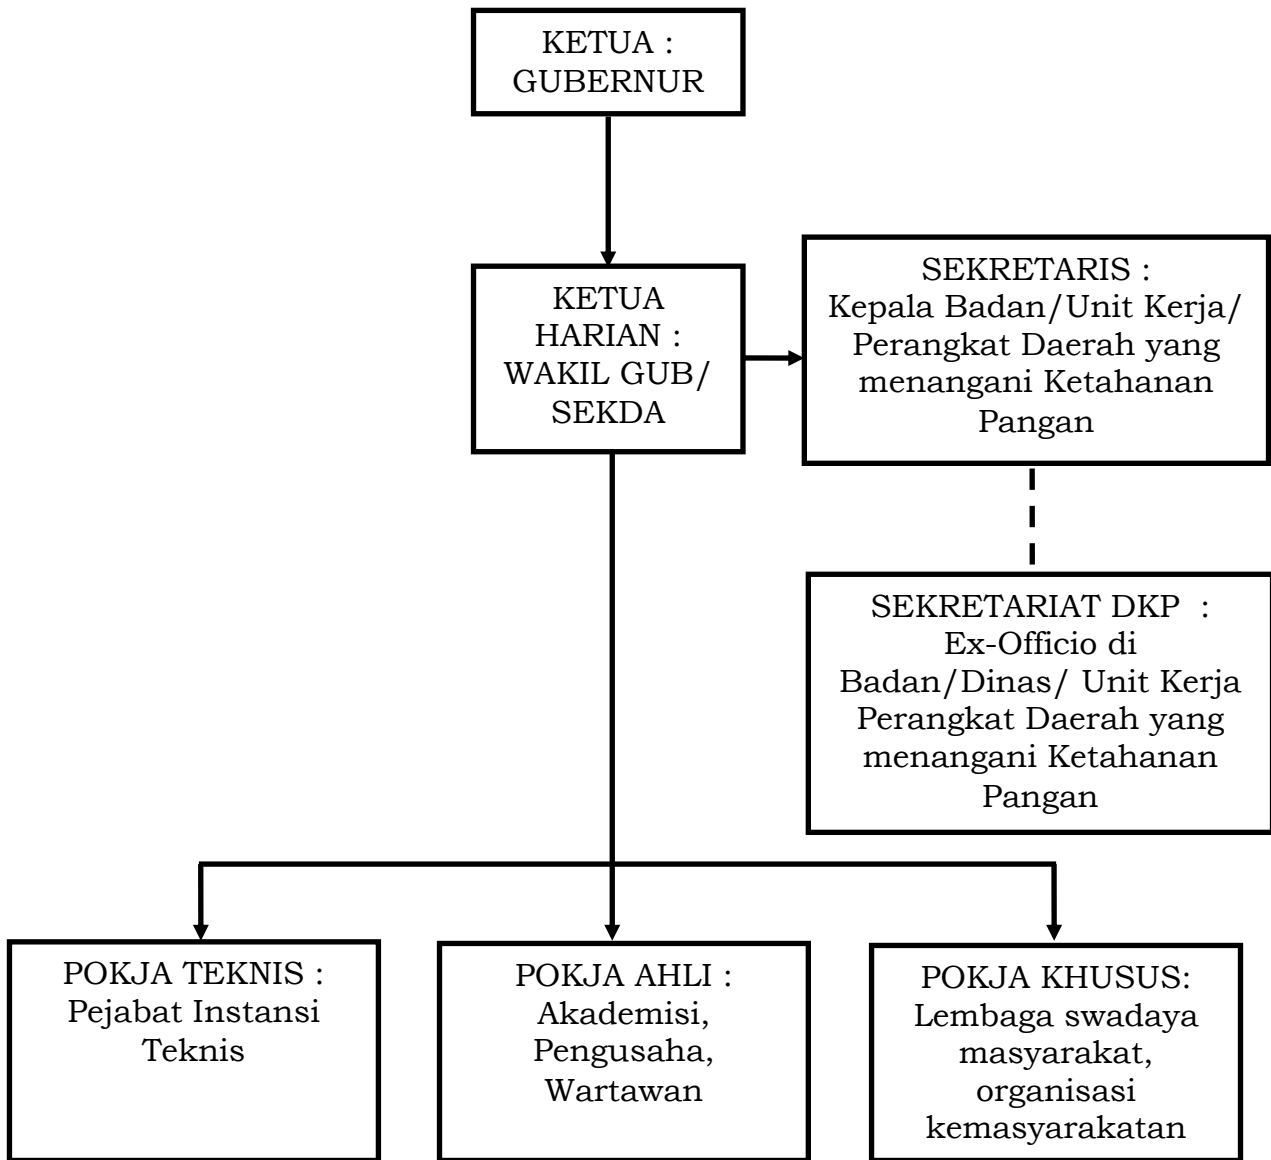 KETUA :
GUBERNUR
KETUA
HARIAN :
WAKIL GUB/
SEKDA
SEKRETARIS :
Kepala Badan/Unit Kerja/
Perangkat Daerah yang
menangani Ketahanan
Pangan
SEKRETARIAT DKP  :
Ex-Officio di
Badan/Dinas/ Unit Kerja
Perangkat Daerah yang
menangani Ketahanan
Pangan
POKJA TEKNIS :
Pejabat Instansi
Teknis
POKJA AHLI :
Akademisi,
Pengusaha,
Wartawan
POKJA KHUSUS:
Lembaga swadaya
masyarakat,
organisasi
kemasyarakatan